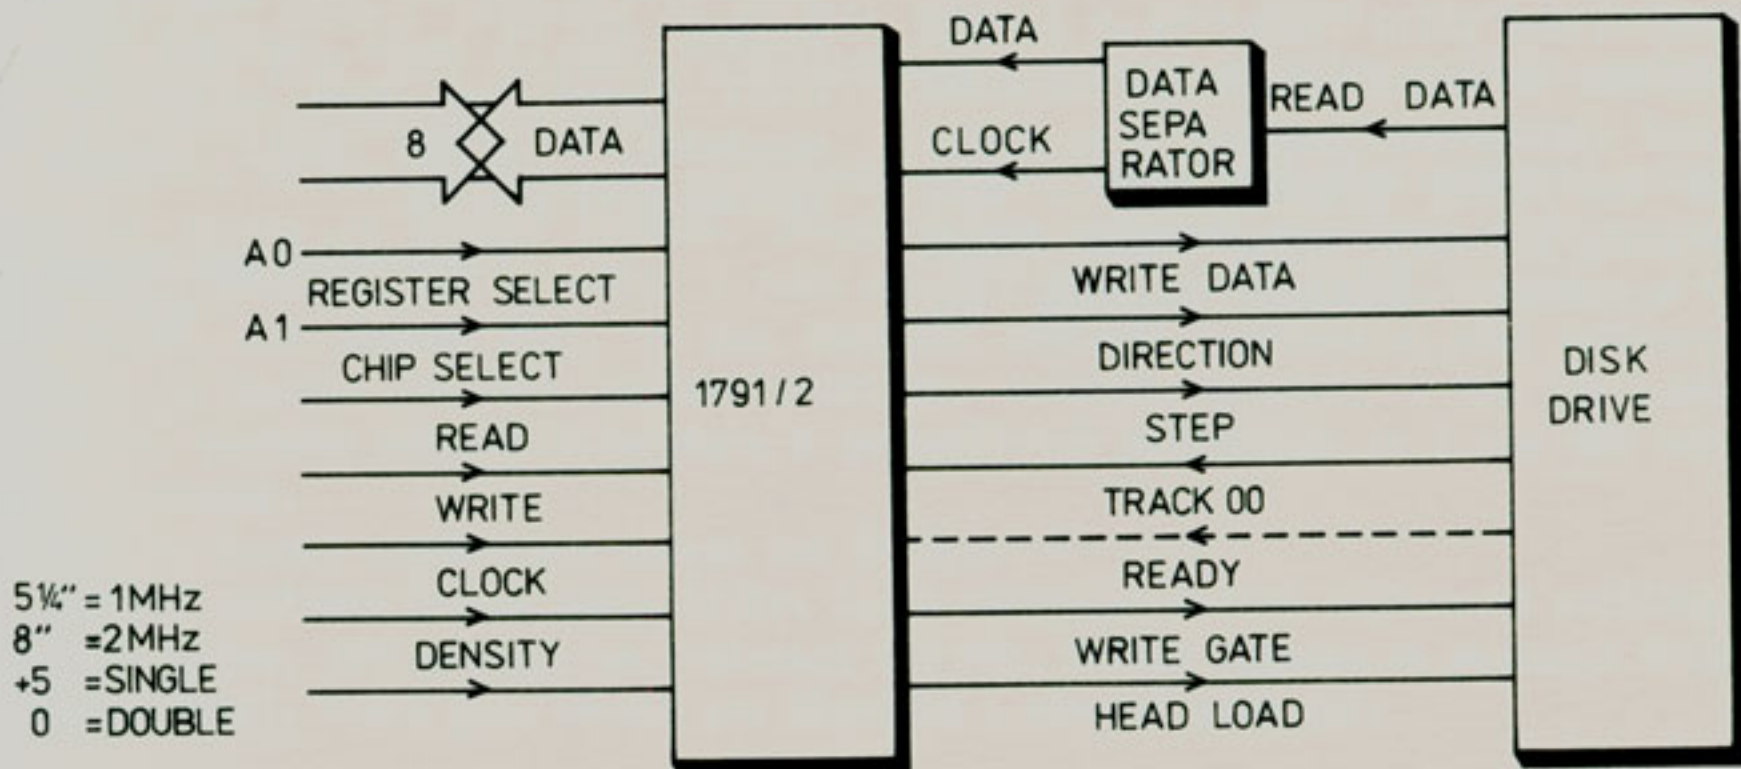 8 DATA
A0
REGISTER SELECT
A1
CHIP SELECT
READ
WRITE
CLOCK
DENSITY
5¼" = 1MHz
8" =2MHz
+5 =SINGLE
0 =DOUBLE
1791/2
DATA
CLOCK
DATA
SEPA
RATOR
READ DATA
WRITE DATA
DIRECTION
STEP
TRACK 00
READY
WRITE GATE
HEAD LOAD
DISK
DRIVE